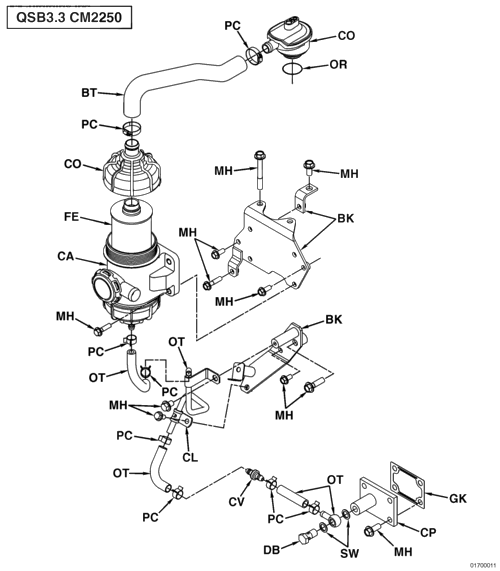 QSB3.3 CM2250
PC
CO
OR
BT
PC
CO
MH
MH
FE
BK
MH
CA
MH
MH
BK
OT
PC
OT
PC
MH
MH
PC
CL
OT
CV
OT
PC
PC
GK
CP
DB
SW
MH
01700011